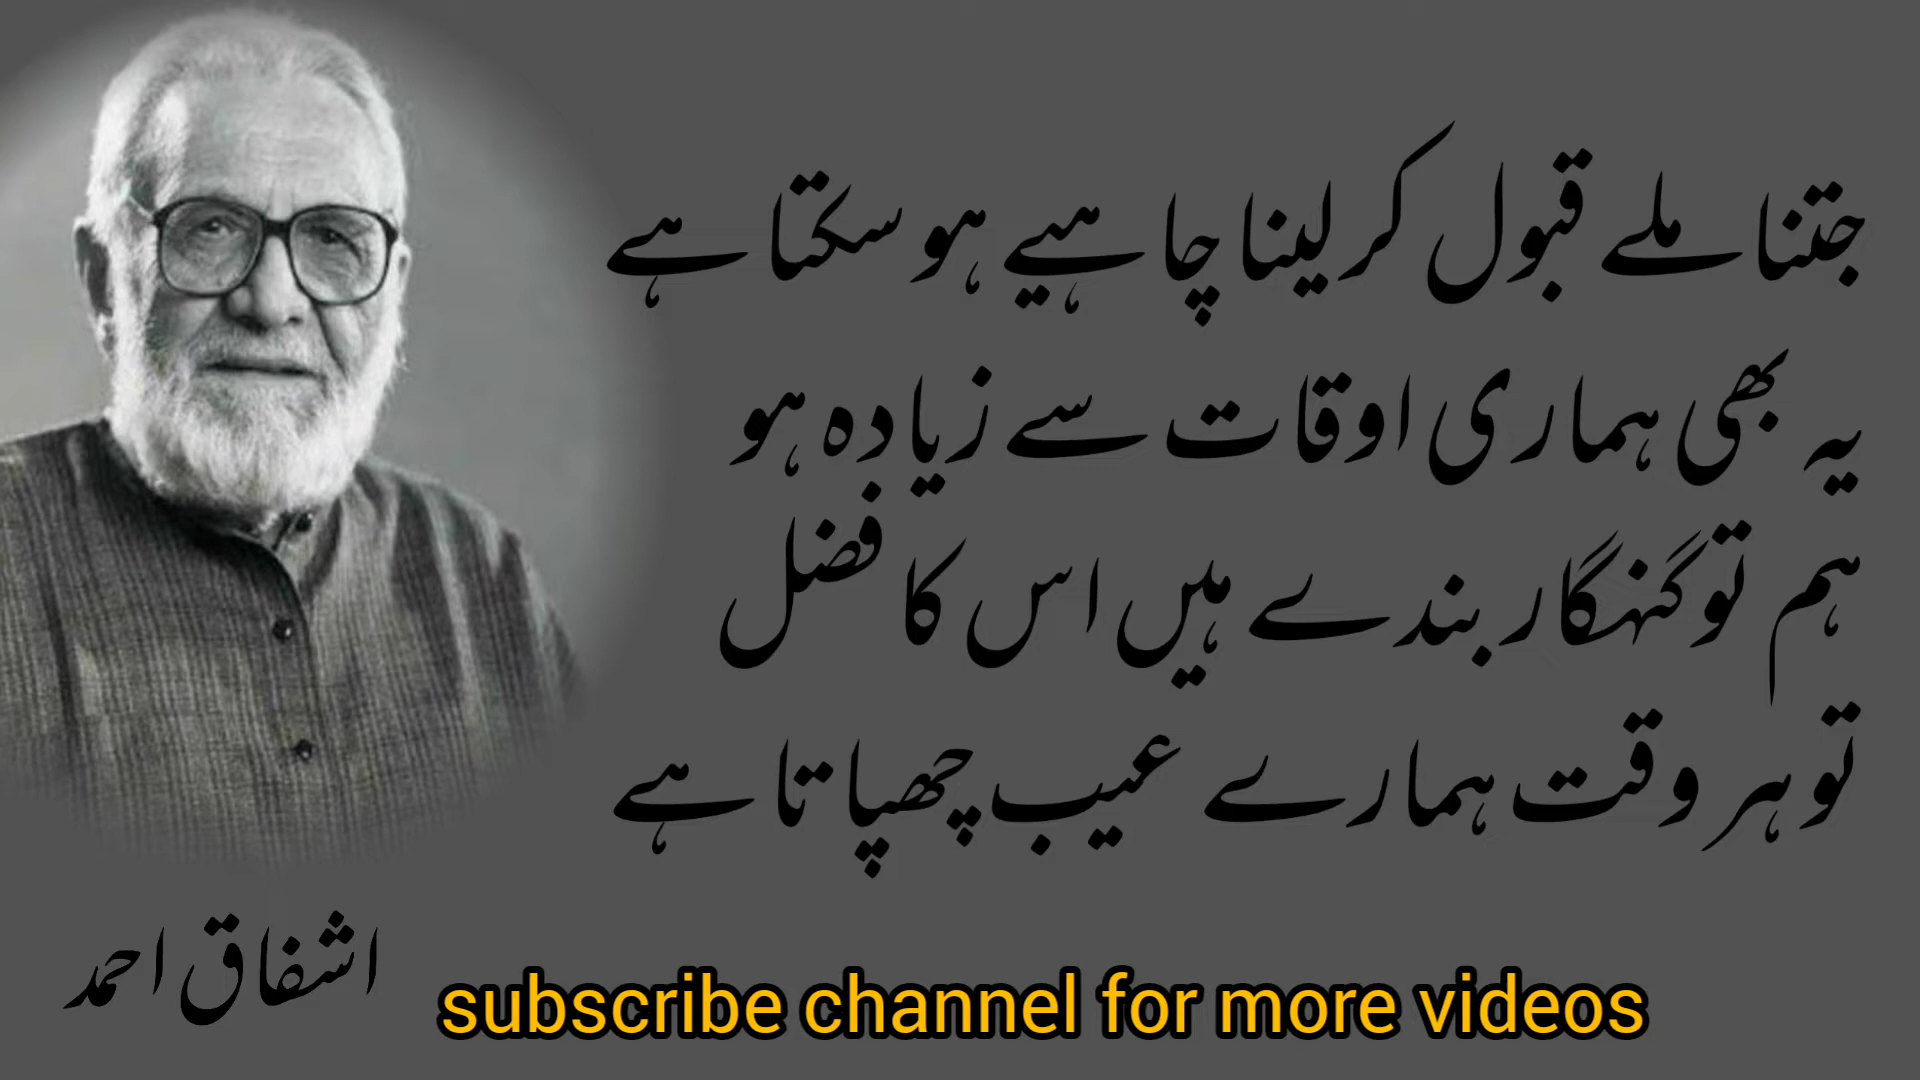 جتنا ملے قبول کر لینا چاہیے ہو سکتا ہے
یہ بھی ہماری اوقات سے زیادہ ہو
ہم تو گنہگار بندے ہیں اس کا فضل
تو ہر وقت ہمارے عیب چھپاتا ہے
اشفاق احمد
subscribe channel for more videos